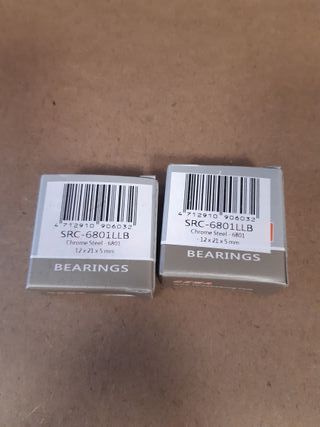 4 712910 906032
SRC-6801LLB
Chrome Steel - 6801
12 x 21 x 5 mm
BEARINGS
4 712910 906032
SRC-6801LLB
Chrome Steel - 6801
12 x 21 x 5 mm
BEARINGS